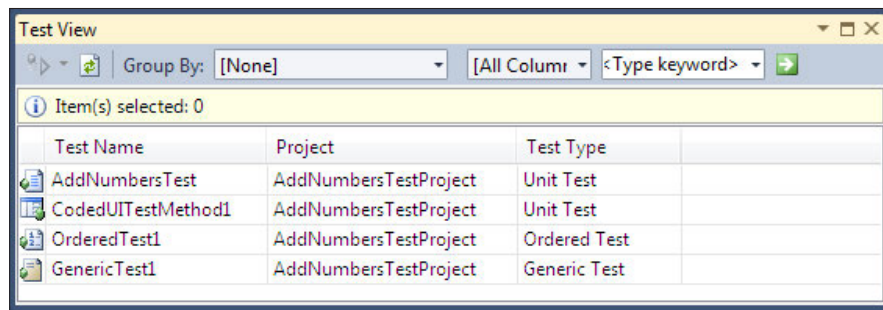 Test View
Group By: [None] [All Columr <Type keyword>
Item(s) selected: 0
Test Name Project Test Type
AddNumbersTest AddNumbersTestProject Unit Test
CodedUITestMethod1 AddNumbersTestProject Unit Test
OrderedTest1 AddNumbersTestProject Ordered Test
GenericTest1 AddNumbersTestProject Generic Test